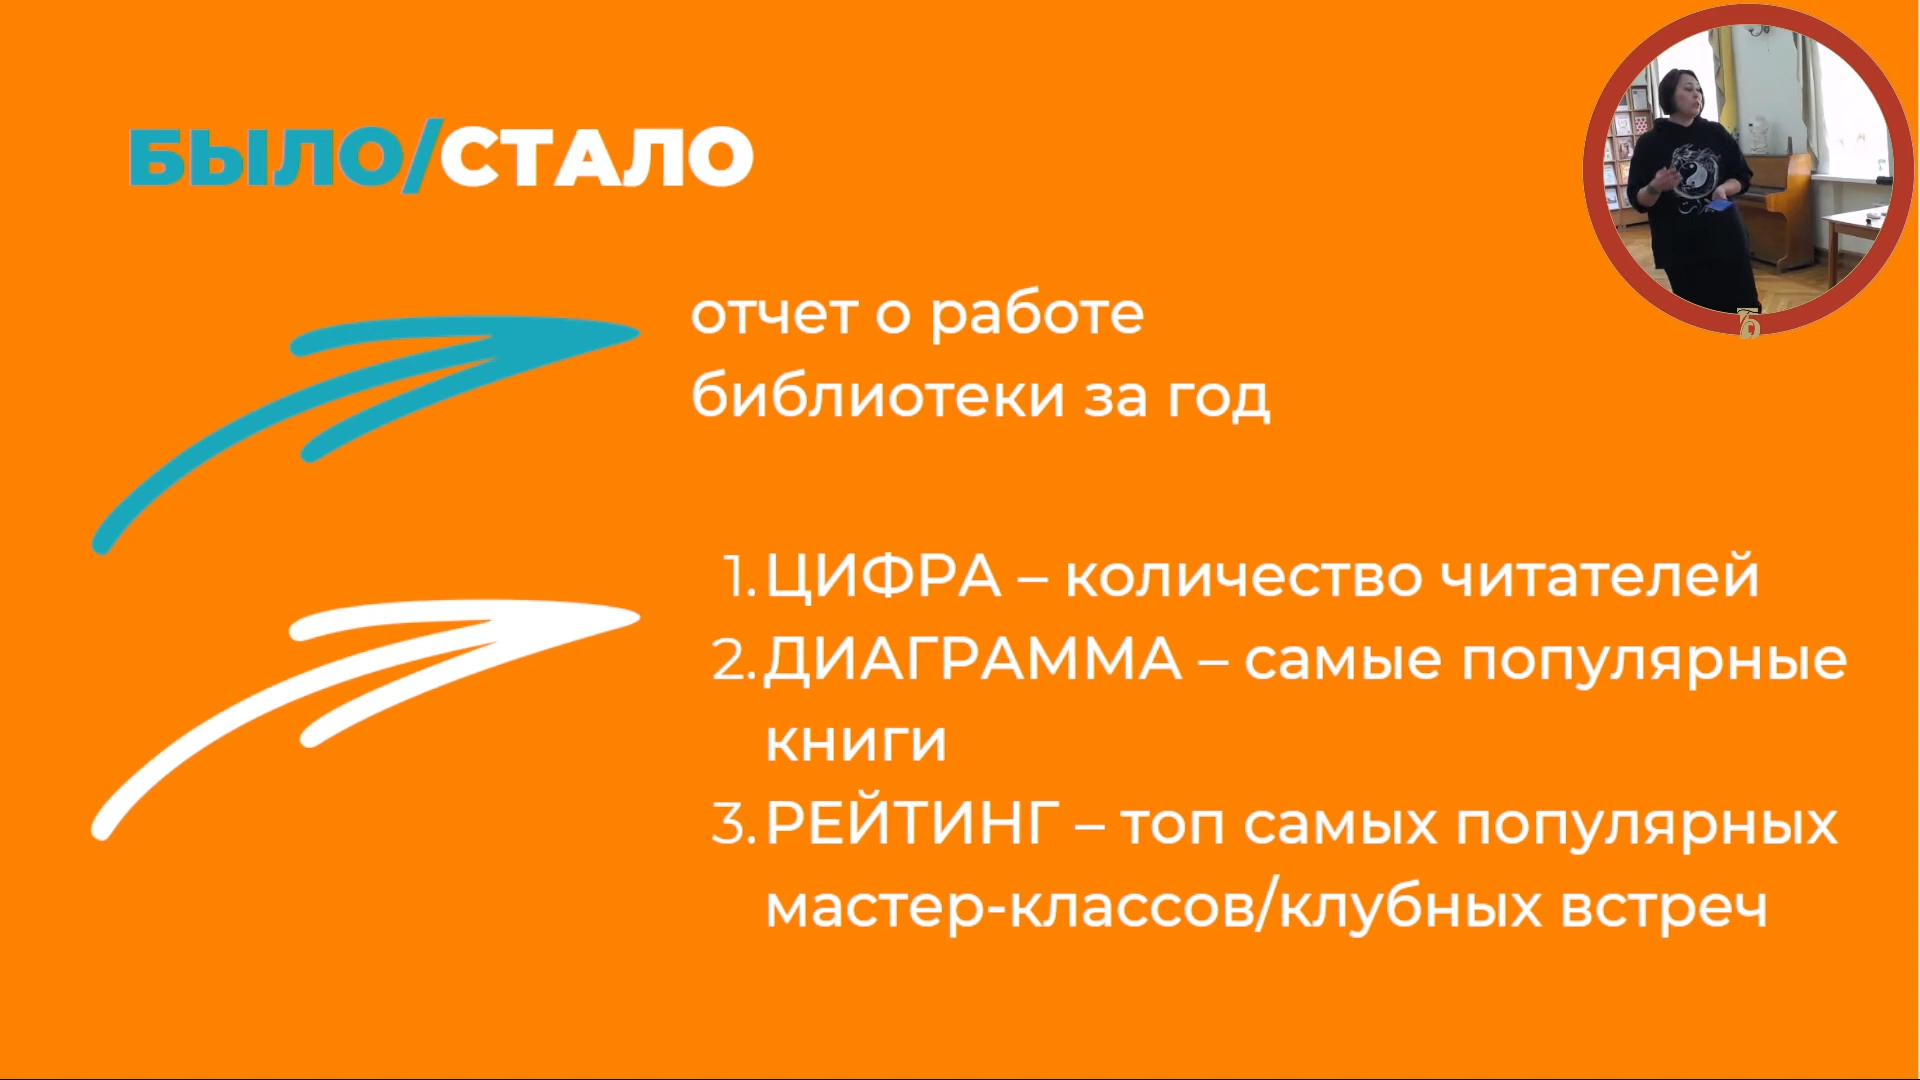 БЫЛО/СТАЛО
отчет о работе
библиотеки за год
1. ЦИФРА – количество читателей
2. ДИАГРАММА – самые популярные
книги
3. РЕЙТИНГ – топ самых популярных
мастер-классов/клубных встреч